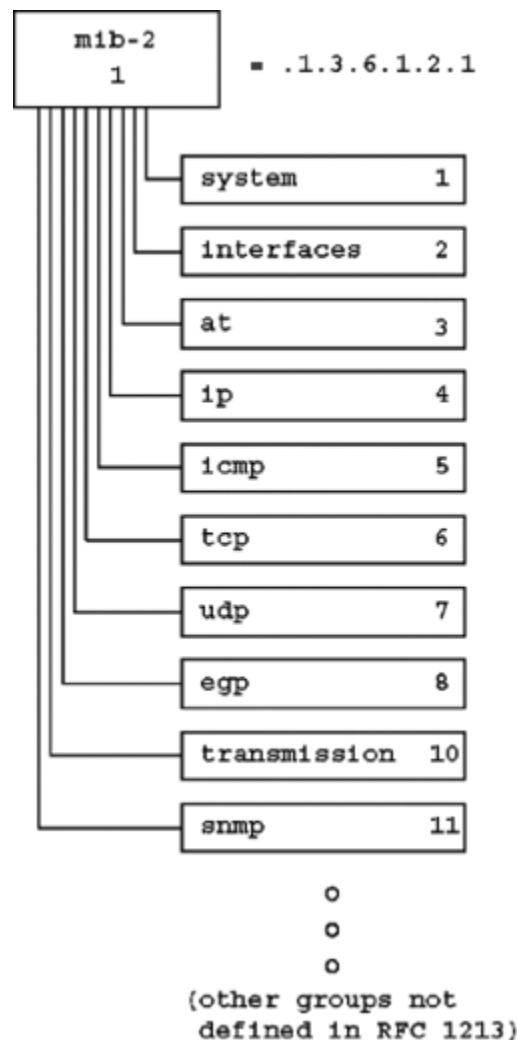 mib-2
1
= .1.3.6.1.2.1
system 1
interfaces 2
at 3
ip 4
icmp 5
tcp 6
udp 7
egp 8
transmission 10
snmp 11
o
o
o
(other groups not
defined in RFC 1213)